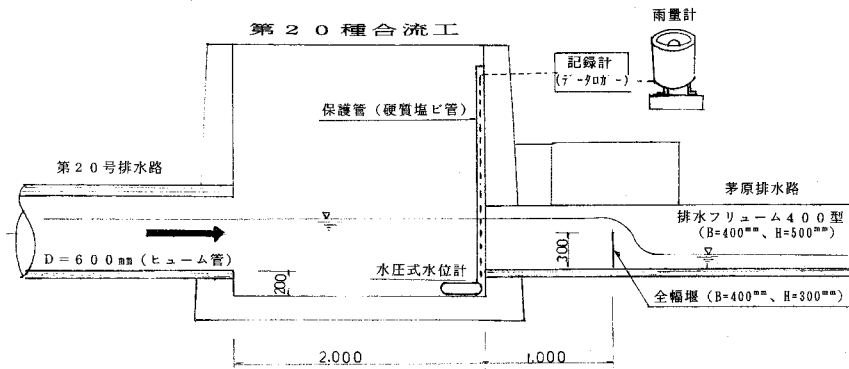 第20種合流工
雨量計
記録計
(データロガー)
保護管(硬質塩ビ管)
第20号排水路
茅原排水路
排水フリューム400型
(B=400mm、H=500mm)
D=600mm(ヒューム管)
水圧式水位計
200
300
全幅堰(B=400mm、H=300mm)
2.000
1.000